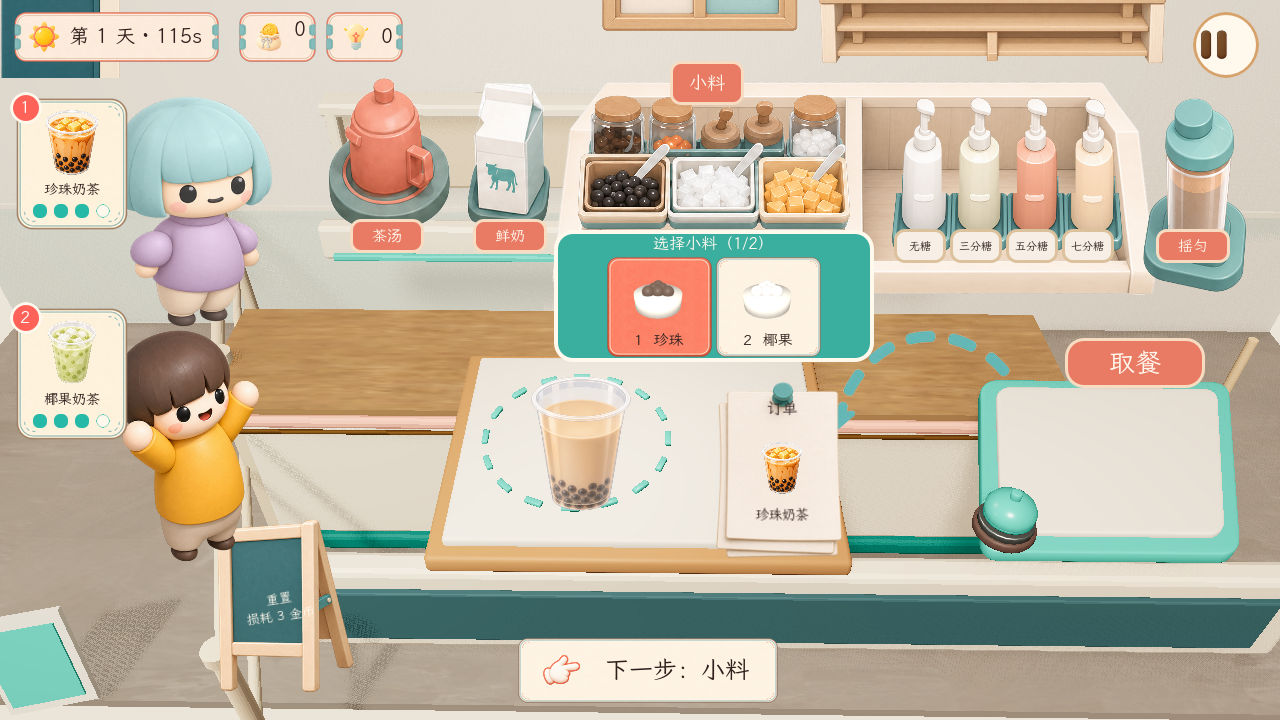 第 1 天・115s
0
0
1
珍珠奶茶
2
椰果奶茶
茶汤
鲜奶
小料
无糖
三分糖
五分糖
七分糖
摇匀
选择小料（1/2）
1 珍珠
2 椰果
取餐
订单
珍珠奶茶
重置
损耗 3 金币
下一步：小料